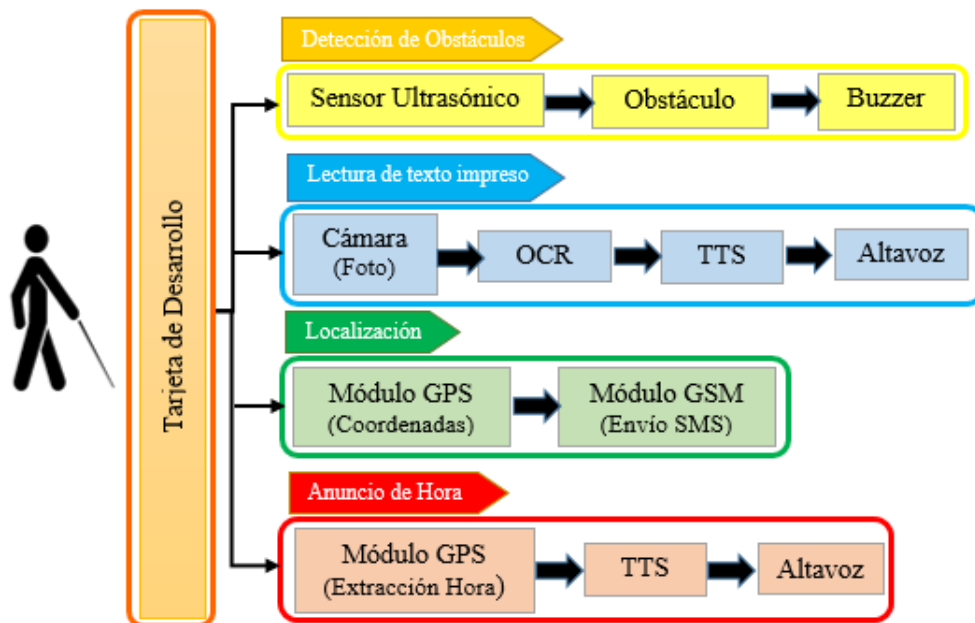 Tarjeta de Desarrollo
Detección de Obstáculos
Sensor Ultrasónico
Obstáculo
Buzzer
Lectura de texto impreso
Cámara
(Foto)
OCR
TTS
Altavoz
Localización
Módulo GPS
(Coordenadas)
Módulo GSM
(Envío SMS)
Anuncio de Hora
Módulo GPS
(Extracción Hora)
TTS
Altavoz